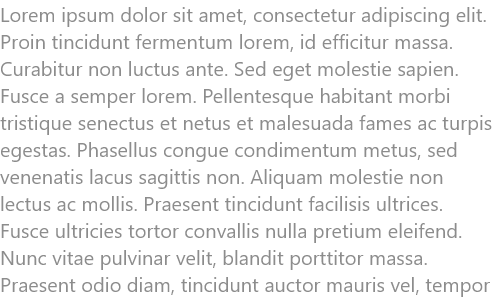 Lorem ipsum dolor sit amet, consectetur adipiscing elit.
Proin tincidunt fermentum lorem, id efficitur massa.
Curabitur non luctus ante. Sed eget molestie sapien.
Fusce a semper lorem. Pellentesque habitant morbi
tristique senectus et netus et malesuada fames ac turpis
egestas. Phasellus congue condimentum metus, sed
venenatis lacus sagittis non. Aliquam molestie non
lectus ac mollis. Praesent tincidunt facilisis ultrices.
Fusce ultricies tortor convallis nulla pretium eleifend.
Nunc vitae pulvinar velit, blandit porttitor massa.
Praesent odio diam, tincidunt auctor mauris vel, tempor